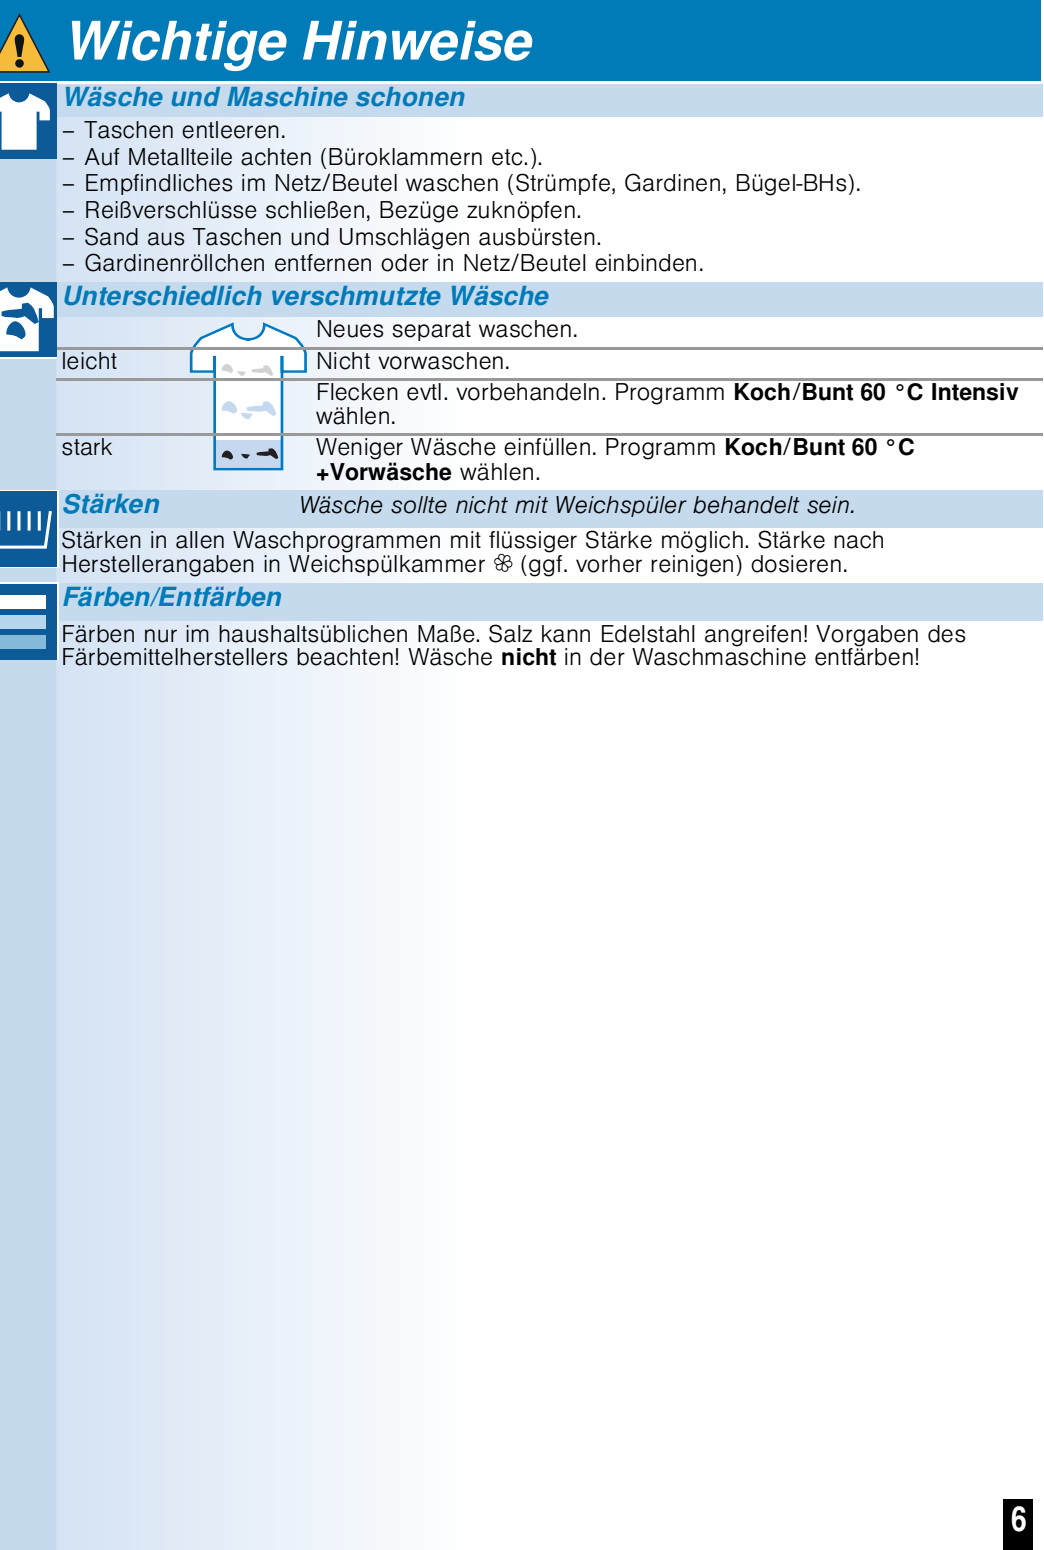 Wichtige Hinweise
Wäsche und Maschine schonen
– Taschen entleeren.
– Auf Metallteile achten (Büroklammern etc.).
– Empfindliches im Netz/Beutel waschen (Strümpfe, Gardinen, Bügel-BHs).
– Reißverschlüsse schließen, Bezüge zuknöpfen.
– Sand aus Taschen und Umschlägen ausbürsten.
– Gardinenröllchen entfernen oder in Netz/Beutel einbinden.
Unterschiedlich verschmutzte Wäsche
Neues separat waschen.
leicht Nicht vorwaschen.
Flecken evtl. vorbehandeln. Programm Koch/Bunt 60 °C Intensiv
wählen.
stark Weniger Wäsche einfüllen. Programm Koch/Bunt 60 °C
+Vorwäsche wählen.
Stärken Wäsche sollte nicht mit Weichspüler behandelt sein.
Stärken in allen Waschprogrammen mit flüssiger Stärke möglich. Stärke nach
Herstellerangaben in Weichspülkammer ֍ (ggf. vorher reinigen) dosieren.
Färben/Entfärben
Färben nur im haushaltsüblichen Maße. Salz kann Edelstahl angreifen! Vorgaben des
Färbemittelherstellers beachten! Wäsche nicht in der Waschmaschine entfärben!
6